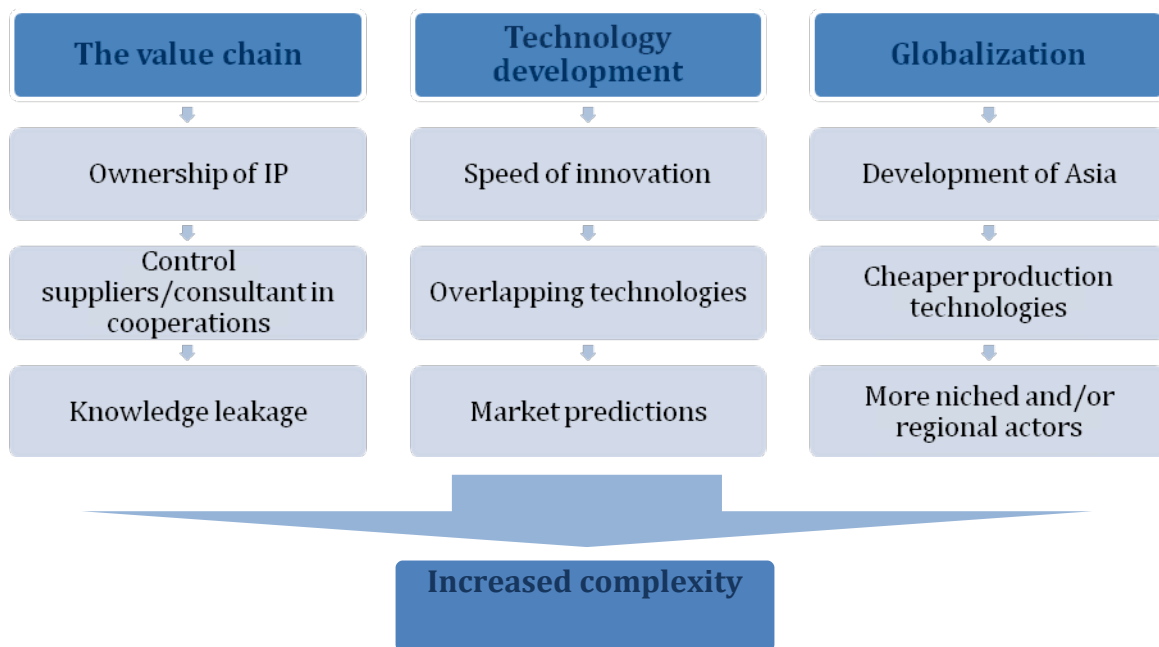 The value chain
Ownership of IP
Control
suppliers/consultant in
cooperations
Knowledge leakage
Technology
development
Speed of innovation
Overlapping technologies
Market predictions
Globalization
Development of Asia
Cheaper production
technologies
More niched and/or
regional actors
Increased complexity